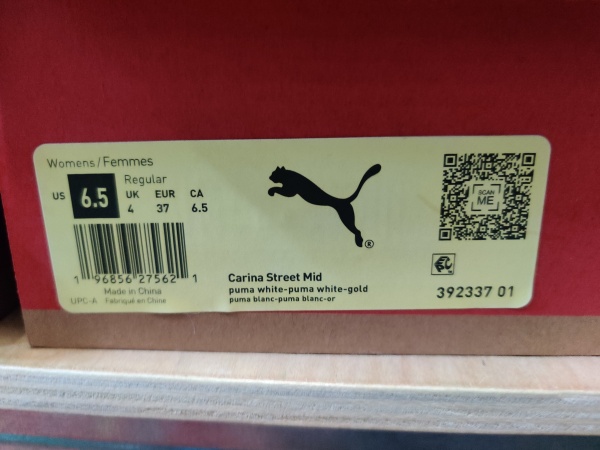 Womens/Femmes
Regular
US 6.5 UK EUR CA
4 37 6.5
1 96856 27562 1
Made in China
UPC-A Fabriqué en Chine
®
Carina Street Mid
puma white-puma white-gold
puma blanc-puma blanc-or
SCAN
ME
392337 01